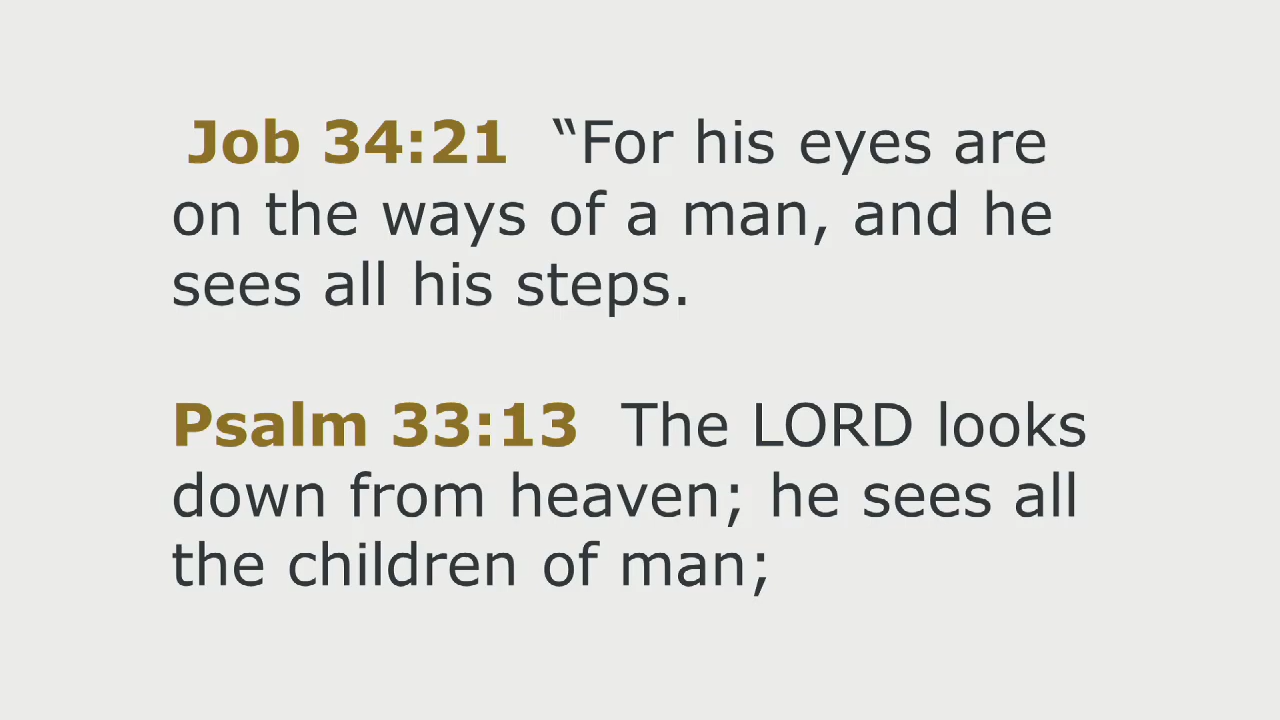 Job 34:21 “For his eyes are
on the ways of a man, and he
sees all his steps.
Psalm 33:13 The LORD looks
down from heaven; he sees all
the children of man;